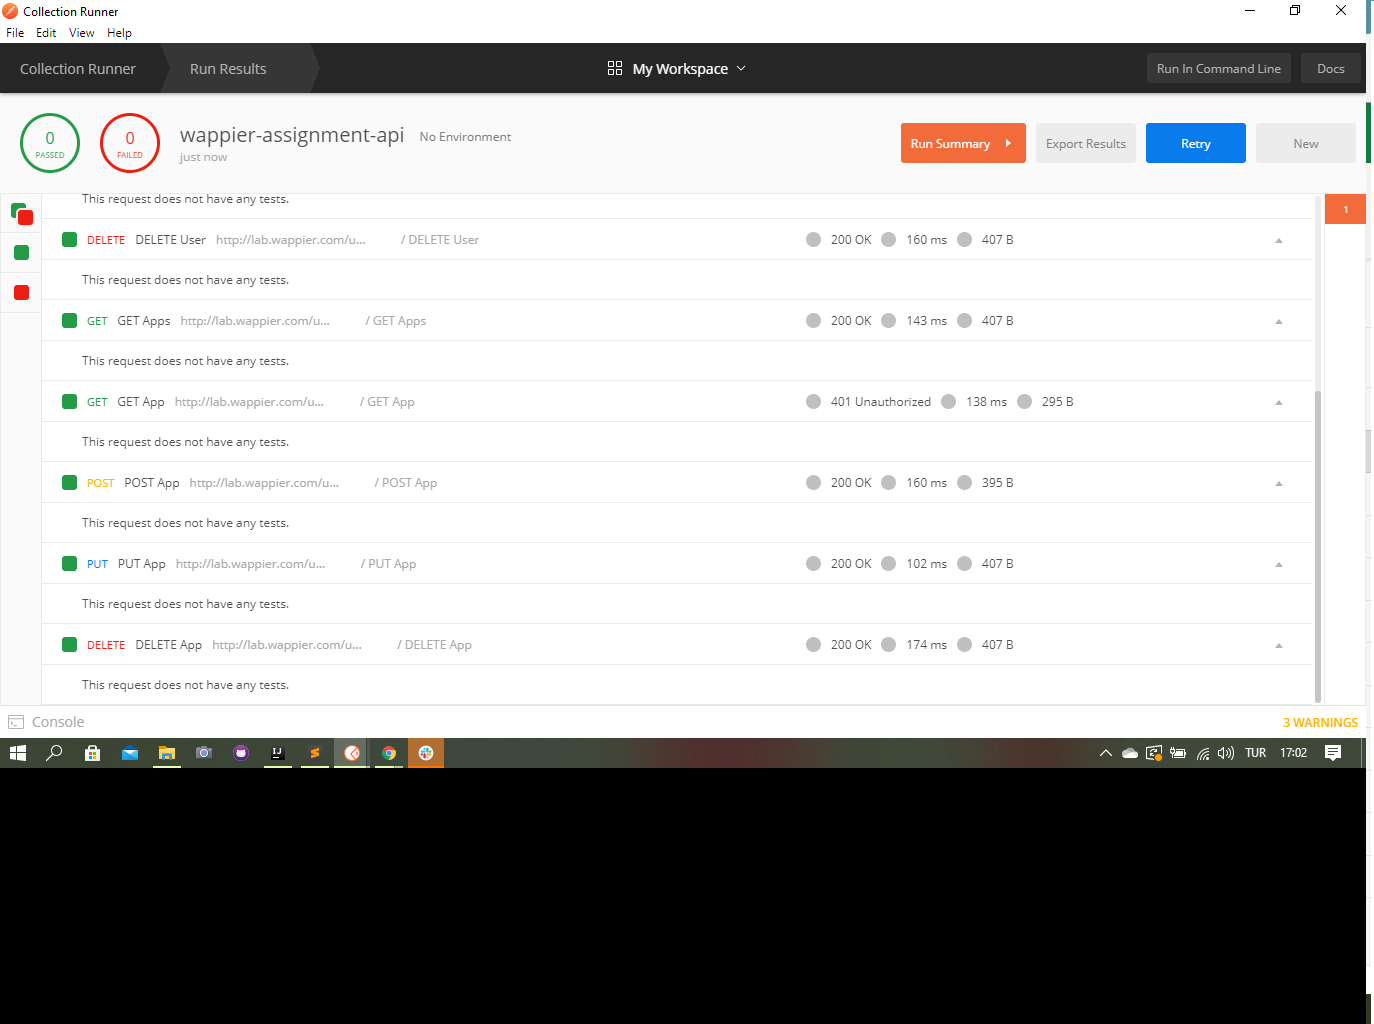 Collection Runner
File Edit View Help
Collection Runner Run Results My Workspace Run In Command Line Docs
0 PASSED
0 FAILED
wappier-assignment-api No Environment
just now
Run Summary Export Results Retry New
This request does not have any tests.
1
DELETE DELETE User http://lab.wappier.com/u... / DELETE User 200 OK 160 ms 407 B
This request does not have any tests.
GET GET Apps http://lab.wappier.com/u... / GET Apps 200 OK 143 ms 407 B
This request does not have any tests.
GET GET App http://lab.wappier.com/u... / GET App 401 Unauthorized 138 ms 295 B
This request does not have any tests.
POST POST App http://lab.wappier.com/u... / POST App 200 OK 160 ms 395 B
This request does not have any tests.
PUT PUT App http://lab.wappier.com/u... / PUT App 200 OK 102 ms 407 B
This request does not have any tests.
DELETE DELETE App http://lab.wappier.com/u... / DELETE App 200 OK 174 ms 407 B
This request does not have any tests.
Console 3 WARNINGS
IJ TUR 17:02